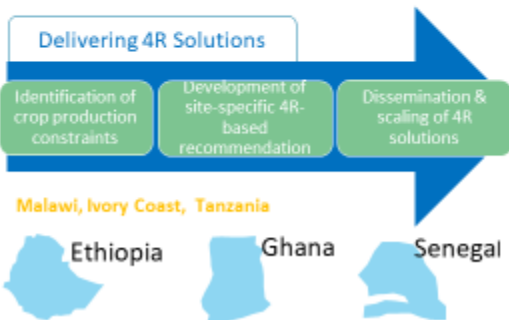 Delivering 4R Solutions
Identification of
crop production
constraints
Development of
site-specific 4R-
based
recommendation
Dissemination &
scaling of 4R
solutions
Malawi, Ivory Coast, Tanzania
Ethiopia
Ghana
Senegal